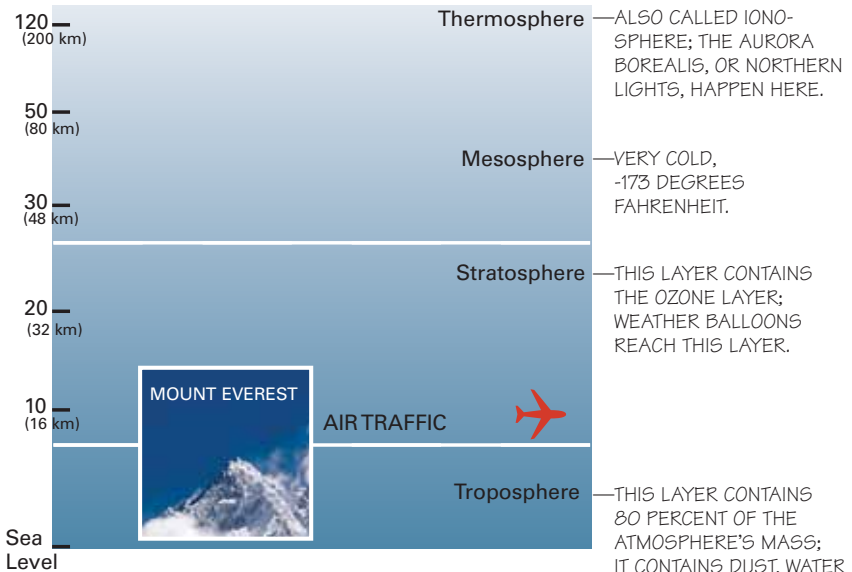 120
(200 km)
Thermosphere
ALSO CALLED IONO-
SPHERE; THE AURORA
BOREALIS, OR NORTHERN
LIGHTS, HAPPEN HERE.
50
(80 km)
Mesosphere
VERY COLD,
-173 DEGREES
FAHRENHEIT.
30
(48 km)
Stratosphere
THIS LAYER CONTAINS
THE OZONE LAYER;
WEATHER BALLOONS
REACH THIS LAYER.
20
(32 km)
MOUNT EVEREST
10
(16 km)
AIR TRAFFIC
Troposphere
THIS LAYER CONTAINS
80 PERCENT OF THE
ATMOSPHERE'S MASS;
IT CONTAINS DUST, WATER
Sea
Level